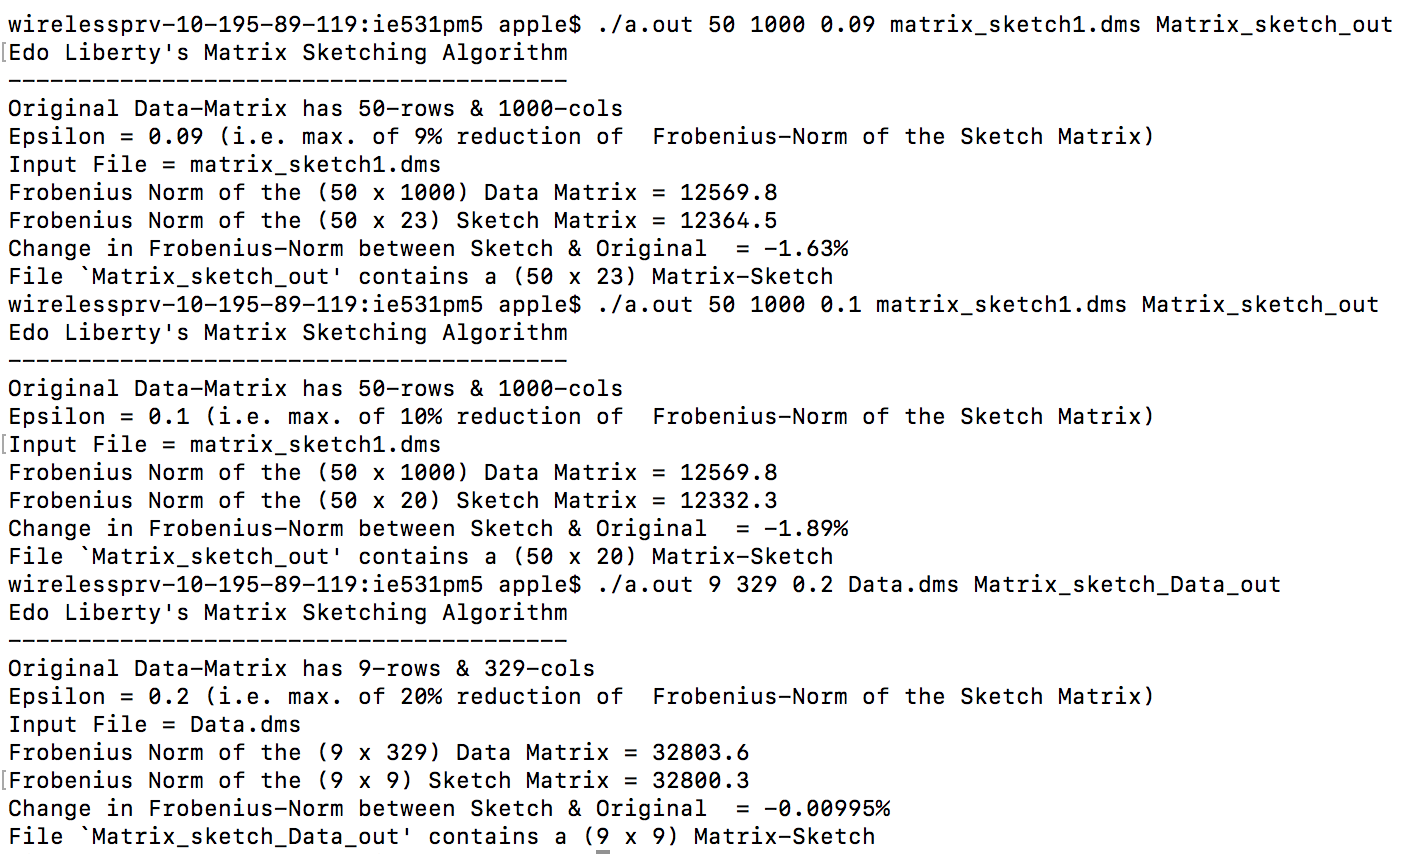 wirelessprv-10-195-89-119:ie531pm5 apple$ ./a.out 50 1000 0.09 matrix_sketch1.dms Matrix_sketch_out
[Edo Liberty's Matrix Sketching Algorithm
----------------------------------------
Original Data-Matrix has 50-rows & 1000-cols
Epsilon = 0.09 (i.e. max. of 9% reduction of  Frobenius-Norm of the Sketch Matrix)
Input File = matrix_sketch1.dms
Frobenius Norm of the (50 x 1000) Data Matrix = 12569.8
Frobenius Norm of the (50 x 23) Sketch Matrix = 12364.5
Change in Frobenius-Norm between Sketch & Original  = -1.63%
File `Matrix_sketch_out' contains a (50 x 23) Matrix-Sketch
wirelessprv-10-195-89-119:ie531pm5 apple$ ./a.out 50 1000 0.1 matrix_sketch1.dms Matrix_sketch_out
Edo Liberty's Matrix Sketching Algorithm
----------------------------------------
Original Data-Matrix has 50-rows & 1000-cols
Epsilon = 0.1 (i.e. max. of 10% reduction of  Frobenius-Norm of the Sketch Matrix)
[Input File = matrix_sketch1.dms
Frobenius Norm of the (50 x 1000) Data Matrix = 12569.8
Frobenius Norm of the (50 x 20) Sketch Matrix = 12332.3
Change in Frobenius-Norm between Sketch & Original  = -1.89%
File `Matrix_sketch_out' contains a (50 x 20) Matrix-Sketch
wirelessprv-10-195-89-119:ie531pm5 apple$ ./a.out 9 329 0.2 Data.dms Matrix_sketch_Data_out
Edo Liberty's Matrix Sketching Algorithm
----------------------------------------
Original Data-Matrix has 9-rows & 329-cols
Epsilon = 0.2 (i.e. max. of 20% reduction of  Frobenius-Norm of the Sketch Matrix)
Input File = Data.dms
Frobenius Norm of the (9 x 329) Data Matrix = 32803.6
[Frobenius Norm of the (9 x 9) Sketch Matrix = 32800.3
Change in Frobenius-Norm between Sketch & Original  = -0.00995%
File `Matrix_sketch_Data_out' contains a (9 x 9) Matrix-Sketch